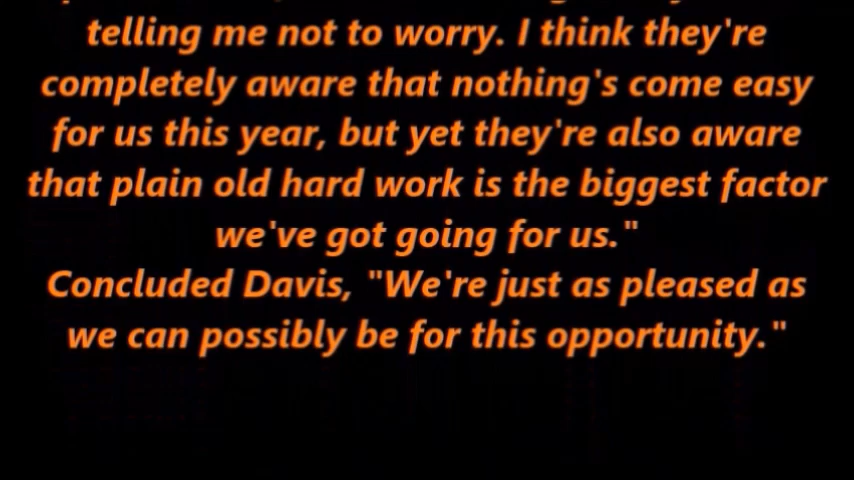 telling me not to worry. I think they're
completely aware that nothing's come easy
for us this year, but yet they're also aware
that plain old hard work is the biggest factor
we've got going for us."
Concluded Davis, "We're just as pleased as
we can possibly be for this opportunity."